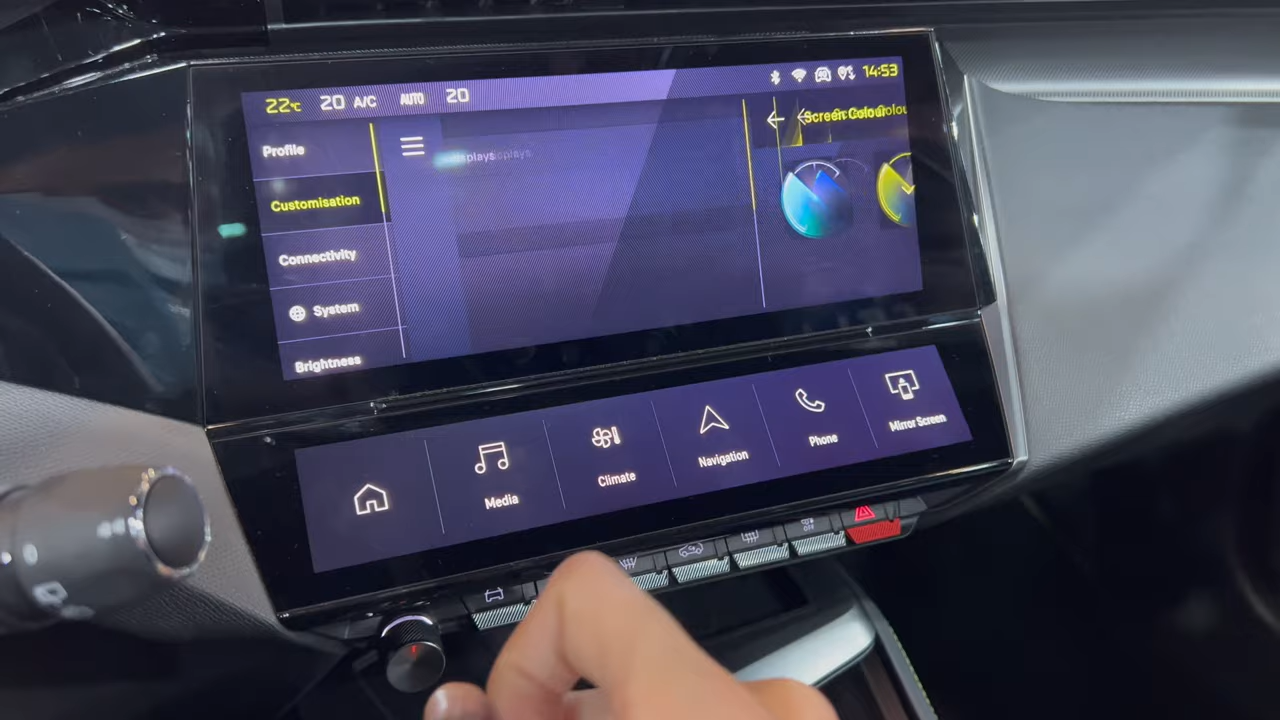 22°C 20 A/C AUTO 20 14:53
Profile
Customisation
Connectivity
System
Brightness
displays
Screen Colour
Media
Climate
Navigation
Phone
Mirror Screen